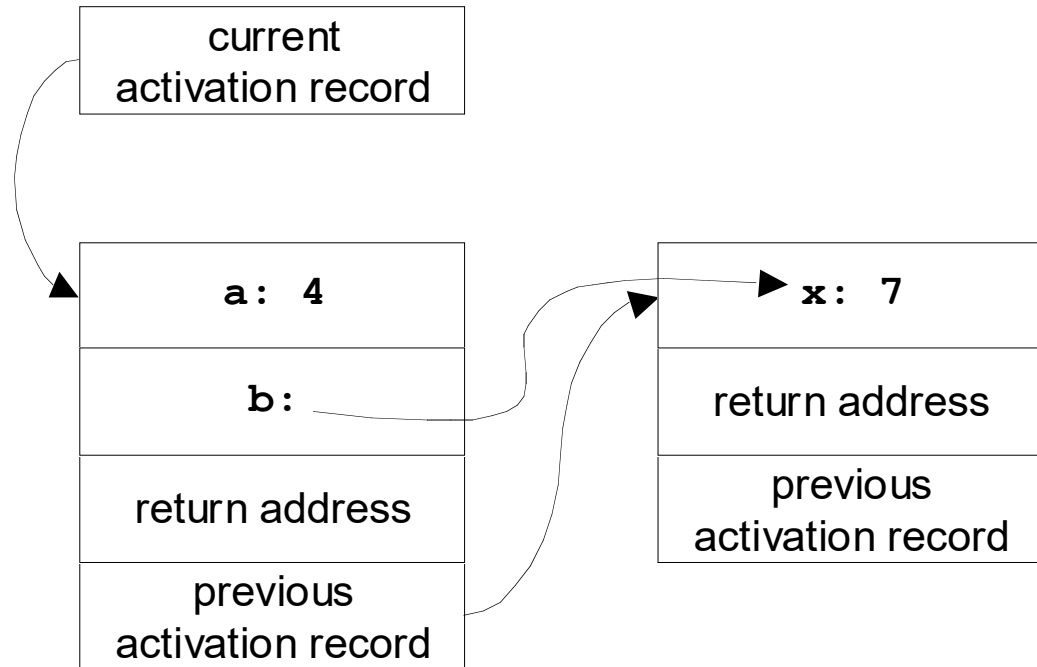 current
activation record
a: 4
b:
return address
previous
activation record
x: 7
return address
previous
activation record